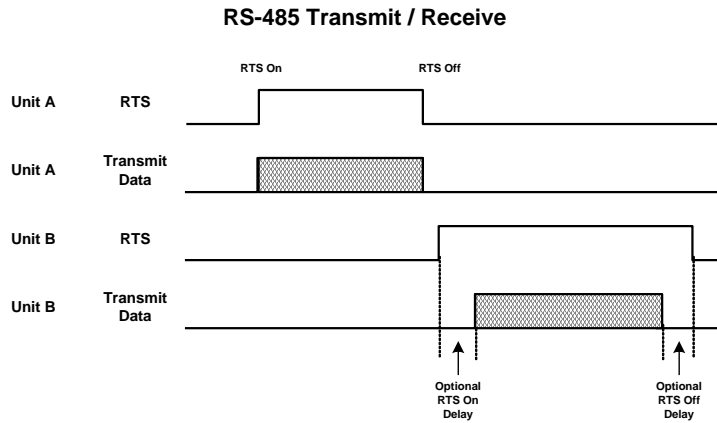 RS-485 Transmit / Receive
RTS On
RTS Off
Unit A
RTS
Unit A
Transmit
Data
Unit B
RTS
Unit B
Transmit
Data
Optional
RTS On
Delay
Optional
RTS Off
Delay